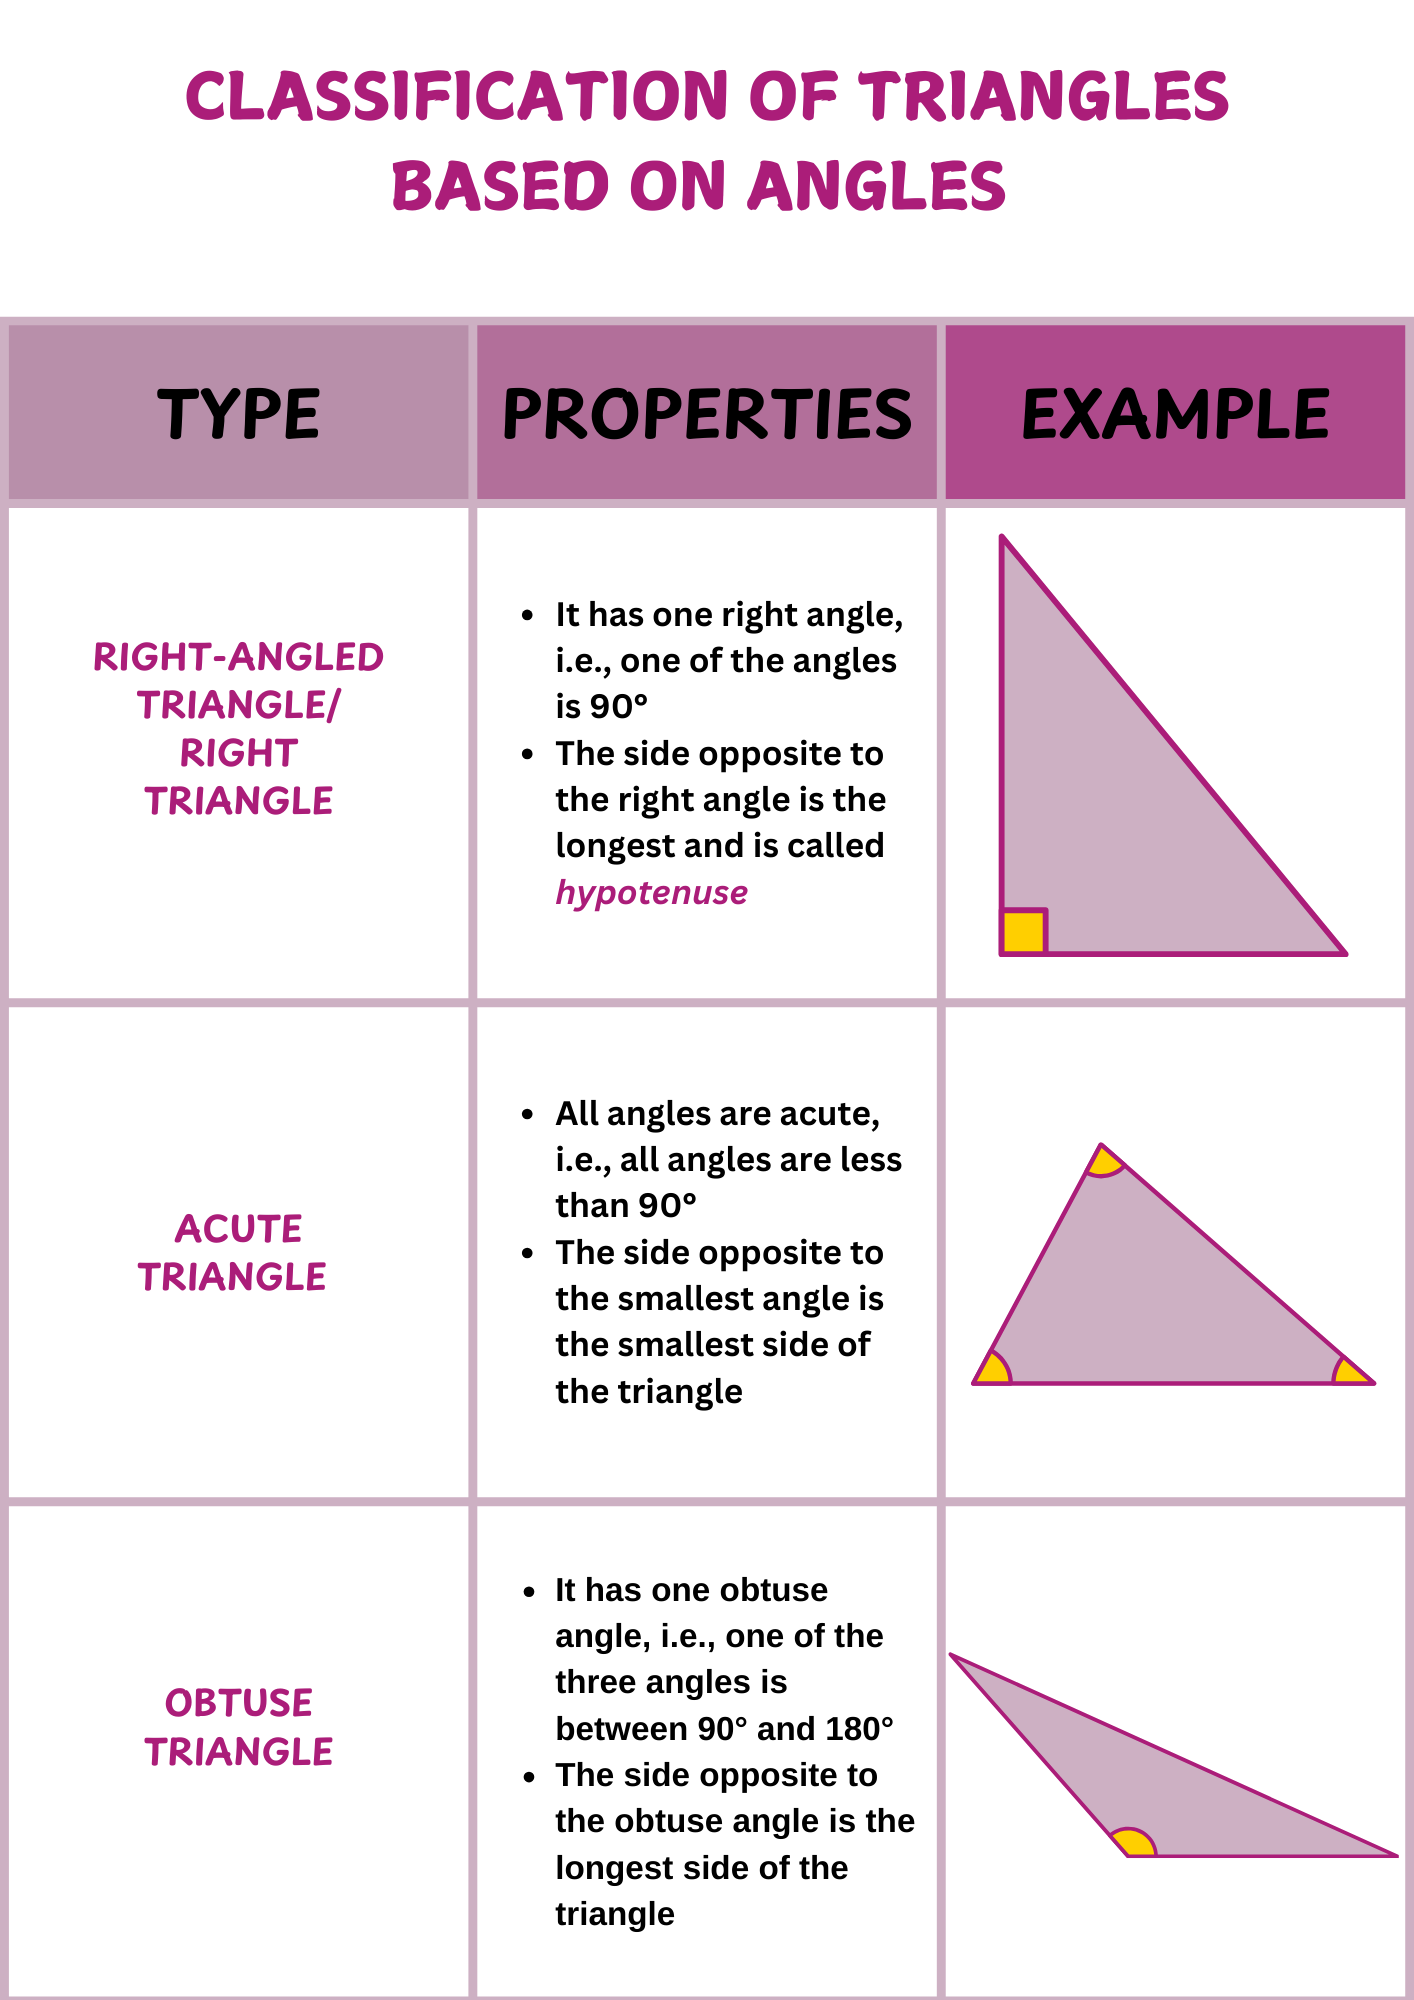 CLASSIFICATION OF TRIANGLES
BASED ON ANGLES
TYPE
PROPERTIES
EXAMPLE
RIGHT-ANGLED
TRIANGLE/
RIGHT
TRIANGLE
• It has one right angle,
i.e., one of the angles
is 90°
• The side opposite to
the right angle is the
longest and is called
hypotenuse
ACUTE
TRIANGLE
• All angles are acute,
i.e., all angles are less
than 90°
• The side opposite to
the smallest angle is
the smallest side of
the triangle
OBTUSE
TRIANGLE
• It has one obtuse
angle, i.e., one of the
three angles is
between 90° and 180°
• The side opposite to
the obtuse angle is the
longest side of the
triangle